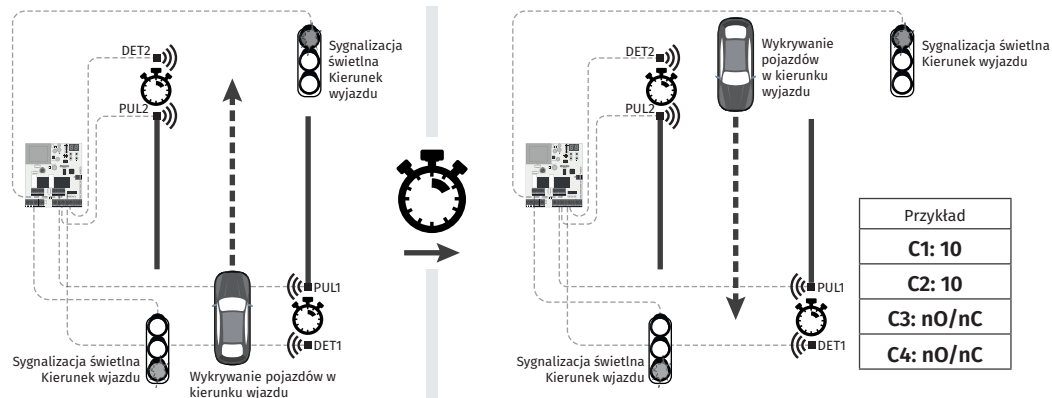 DET2
PUL2
Sygnalizacja
świetlna
Kierunek
wyjazdu
PUL1
DET1
Sygnalizacja świetlna
Kierunek wjazdu
Wykrywanie pojazdów w
kierunku wjazdu
DET2
PUL2
Wykrywanie
pojazdów
w kierunku
wyjazdu
Sygnalizacja świetlna
Kierunek wyjazdu
PUL1
DET1
Sygnalizacja świetlna
Kierunek wjazdu
Przykład
C1: 10
C2: 10
C3: nO/nC
C4: nO/nC